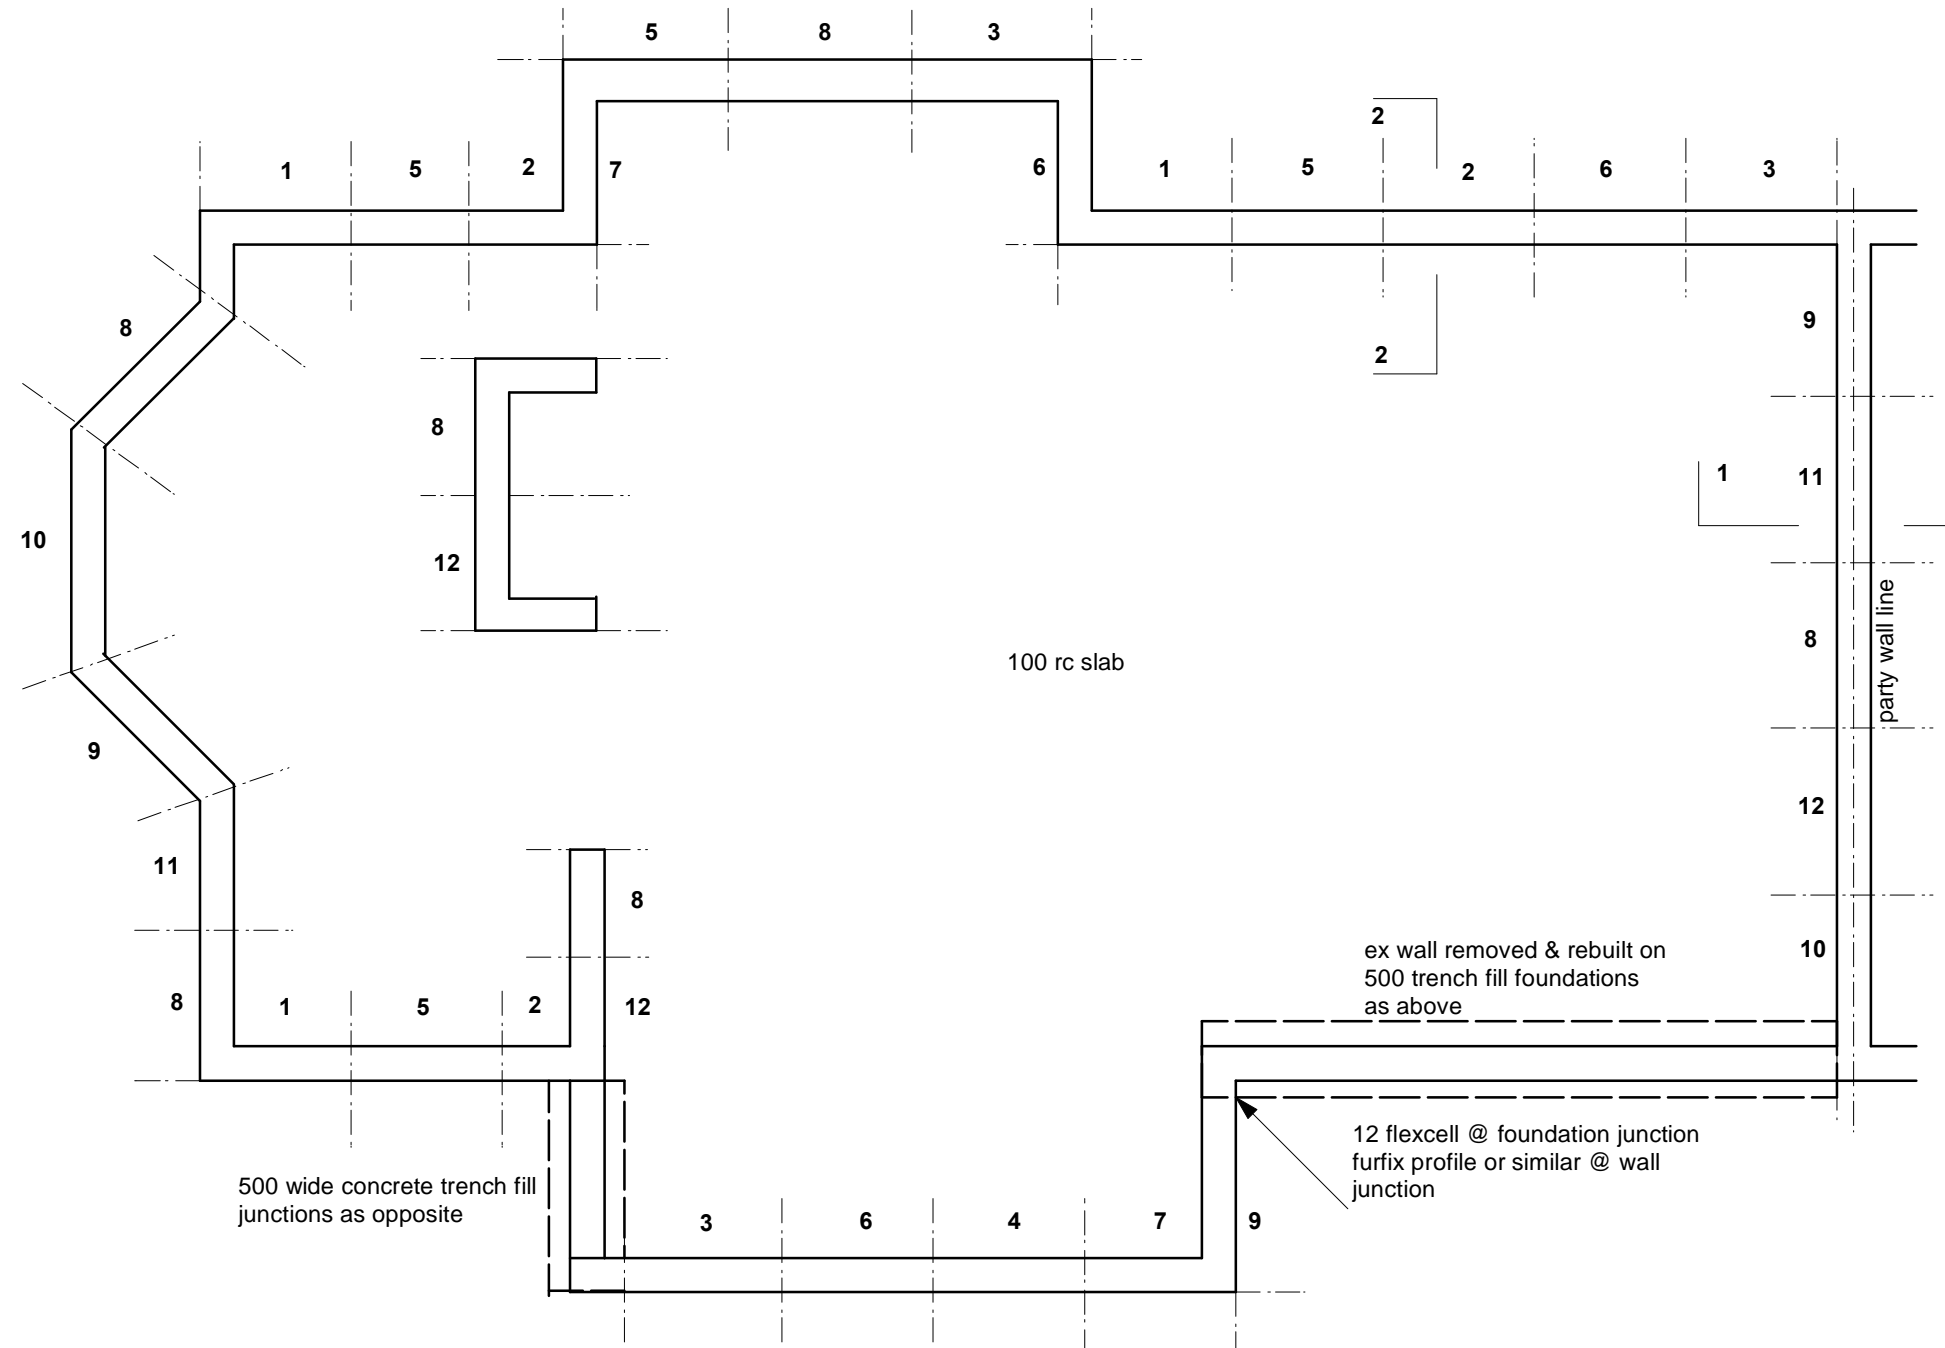 5 8 3
2
1 5 2 7 6 1 5 2 6 3
8 9
2
8
1 11
10
12
party wall line
8
100 rc slab
9
12
11
8
ex wall removed & rebuilt on
500 trench fill foundations
as above
10
8 1 5 2 12
12 flexcell @ foundation junction
furfix profile or similar @ wall
junction
500 wide concrete trench fill
junctions as opposite
3 6 4 7 9